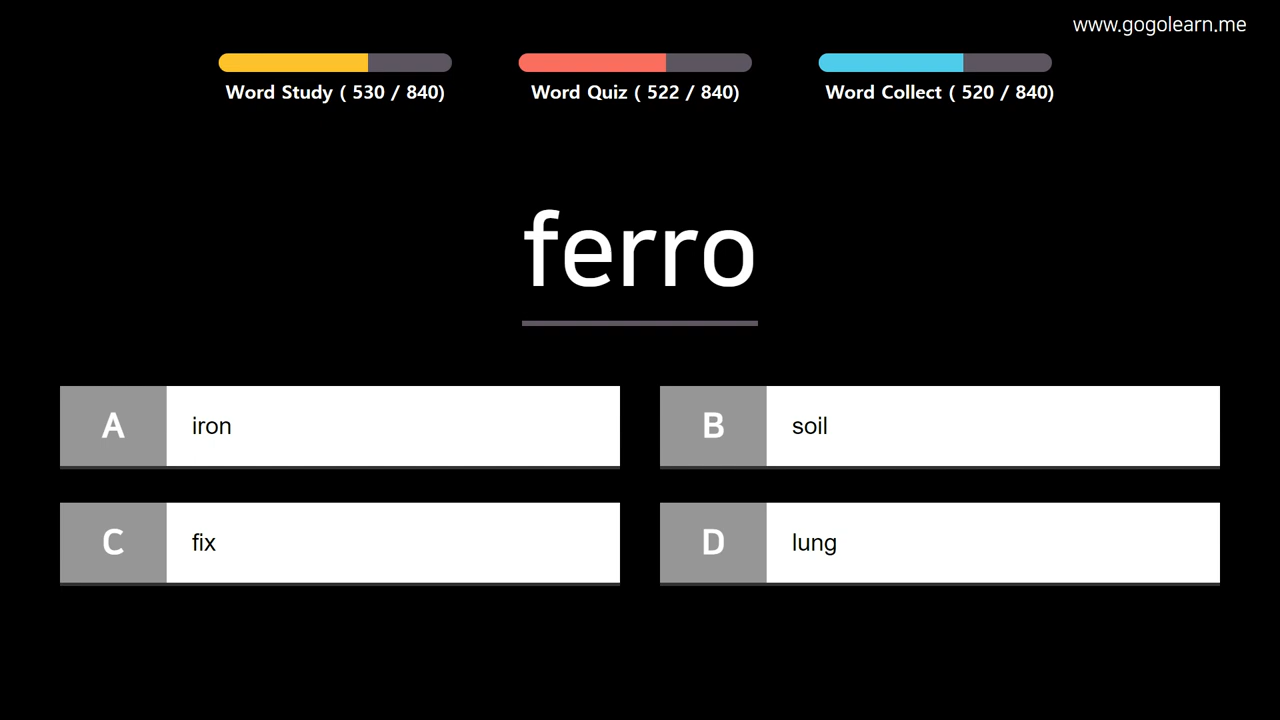 www.gogolearn.me
Word Study ( 530 / 840)
Word Quiz ( 522 / 840)
Word Collect ( 520 / 840)
ferro
A iron
B soil
C fix
D lung